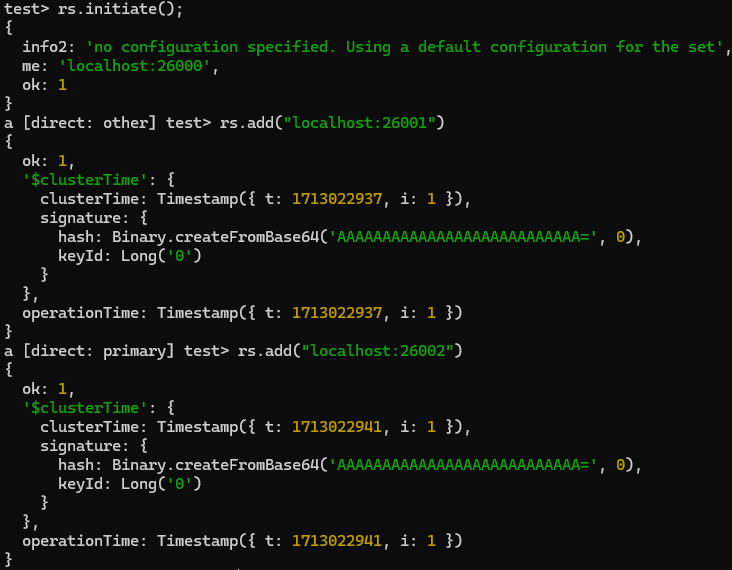 test> rs.initiate();
{
  info2: 'no configuration specified. Using a default configuration for the set',
  me: 'localhost:26000',
  ok: 1
}
a [direct: other] test> rs.add("localhost:26001")
{
  ok: 1,
  '$clusterTime': {
    clusterTime: Timestamp({ t: 1713022937, i: 1 }),
    signature: {
      hash: Binary.createFromBase64('AAAAAAAAAAAAAAAAAAAAAAAAAAA=', 0),
      keyId: Long('0')
    }
  },
  operationTime: Timestamp({ t: 1713022937, i: 1 })
}
a [direct: primary] test> rs.add("localhost:26002")
{
  ok: 1,
  '$clusterTime': {
    clusterTime: Timestamp({ t: 1713022941, i: 1 }),
    signature: {
      hash: Binary.createFromBase64('AAAAAAAAAAAAAAAAAAAAAAAAAAA=', 0),
      keyId: Long('0')
    }
  },
  operationTime: Timestamp({ t: 1713022941, i: 1 })
}